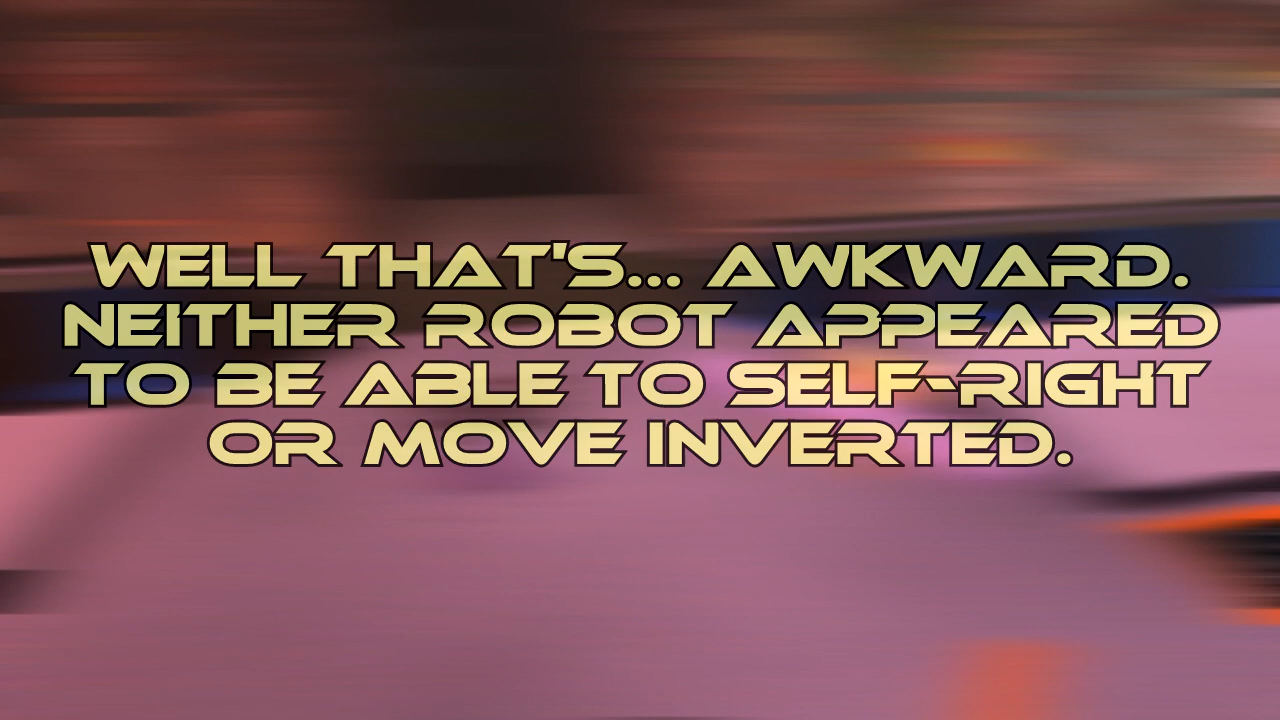 WELL THAT'S... AWKWARD.
NEITHER ROBOT APPEARED
TO BE ABLE TO SELF-RIGHT
OR MOVE INVERTED.